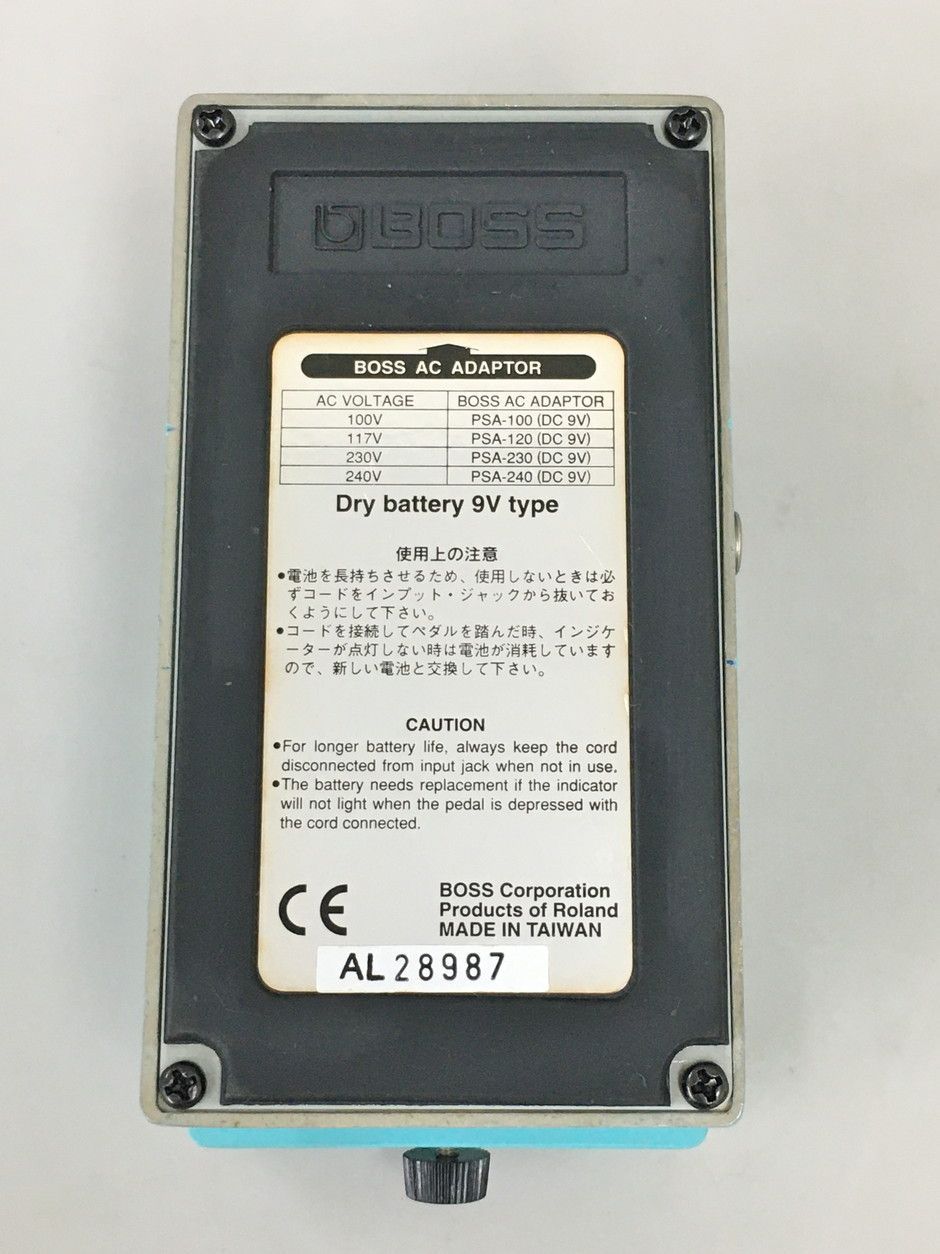 BOSS
BOSS AC ADAPTOR
AC VOLTAGE BOSS AC ADAPTOR
100V PSA-100 (DC 9V)
117V PSA-120 (DC 9V)
230V PSA-230 (DC 9V)
240V PSA-240 (DC 9V)
Dry battery 9V type
使用上の注意
●電池を長持ちさせるため、使用しないときは必
ずコードをインプット・ジャックから抜いてお
くようにして下さい。
●コードを接続してペダルを踏んだ時、インジケ
ーターが点灯しない時は電池が消耗しています
ので、新しい電池と交換して下さい。
CAUTION
●For longer battery life, always keep the cord
disconnected from input jack when not in use.
●The battery needs replacement if the indicator
will not light when the pedal is depressed with
the cord connected.
CE
BOSS Corporation
Products of Roland
MADE IN TAIWAN
AL28987